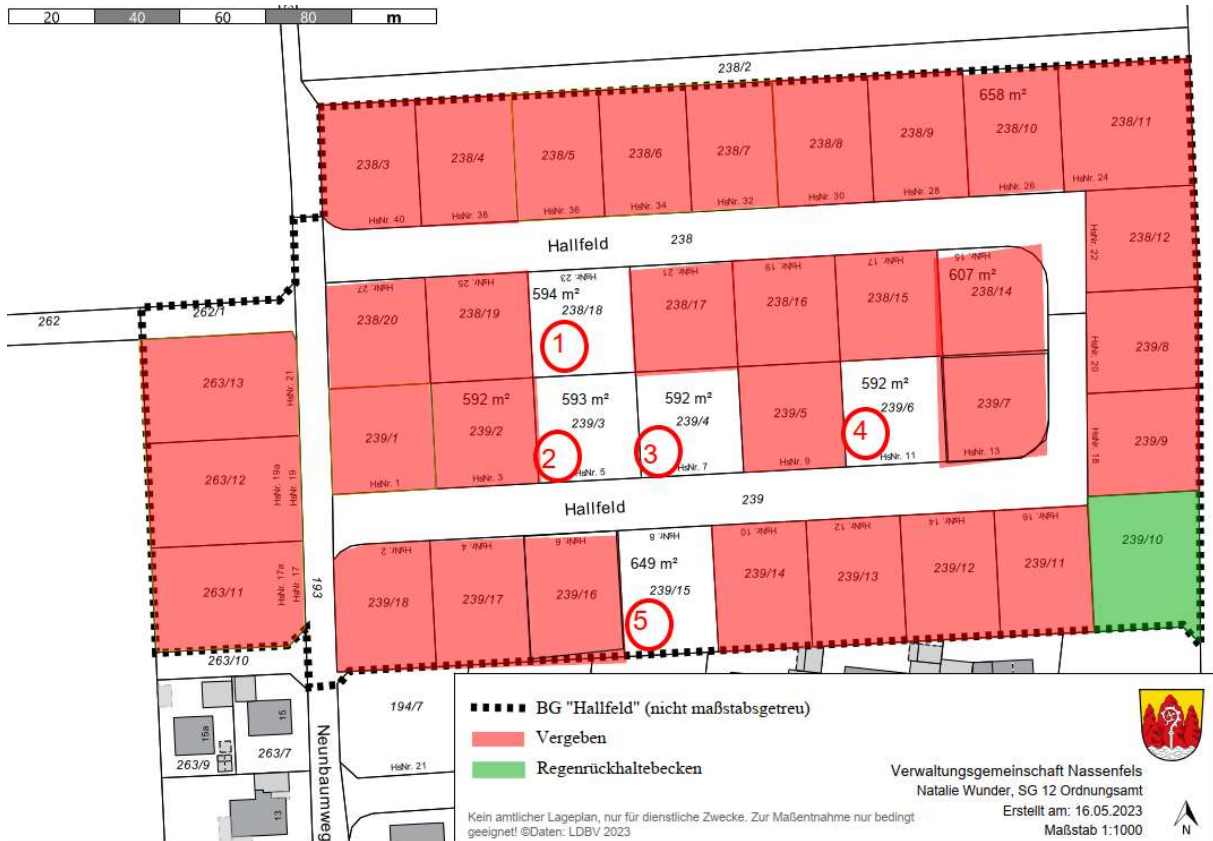 20 40 60 80 m
238/2
658 m²
238/3
238/4
238/5
238/6
238/7
238/8
238/9
238/10
238/11
HsNr. 40
HsNr. 38
HsNr. 36
HsNr. 34
HsNr. 32
HsNr. 30
HsNr. 28
HsNr. 26
HsNr. 24
Hallfeld 238
HsNr. 22
238/12
HsNr. 27
HsNr. 25
HsNr. 23
HsNr. 21
HsNr. 19
HsNr. 17
HsNr. 15
594 m²
607 m²
238/20
238/19
238/18
238/17
238/16
238/15
238/14
1
262
262/1
HsNr. 20
239/8
263/13
HsNr. 21
592 m²
593 m²
592 m²
592 m²
239/1
239/2
239/3
239/4
239/5
239/6
239/7
2
3
4
HsNr. 1
HsNr. 3
HsNr. 5
HsNr. 7
HsNr. 9
HsNr. 11
HsNr. 13
HsNr. 18
239/9
263/12
HsNr. 19a
HsNr. 19
Hallfeld 239
239/10
HsNr. 2
HsNr. 4
HsNr. 6
HsNr. 8
HsNr. 10
HsNr. 12
HsNr. 14
HsNr. 16
649 m²
263/11
HsNr. 17a
HsNr. 17
193
239/18
239/17
239/16
239/15
239/14
239/13
239/12
239/11
5
263/10
194/7
15a
15
263/9
263/7
HsNr. 21
13
Neunbaumweg
BG "Hallfeld" (nicht maßstabsgetreu)
Vergeben
Regenrückhaltebecken
Verwaltungsgemeinschaft Nassenfels
Natalie Wunder, SG 12 Ordnungsamt
Erstellt am: 16.05.2023
Maßstab 1:1000
Kein amtlicher Lageplan, nur für dienstliche Zwecke. Zur Maßentnahme nur bedingt
geeignet! ©Daten: LDBV 2023
N